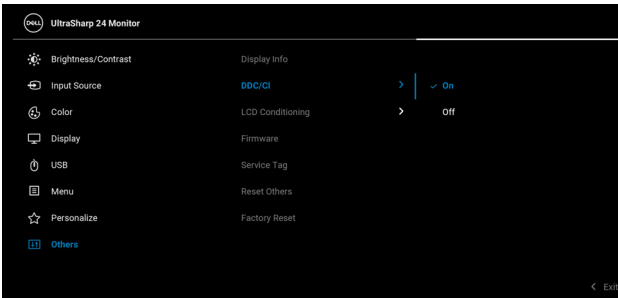 DELL UltraSharp 24 Monitor
Brightness/Contrast Display Info
Input Source DDC/CI On
Color LCD Conditioning Off
Display Firmware
USB Service Tag
Menu Reset Others
Personalize Factory Reset
Others
Exit